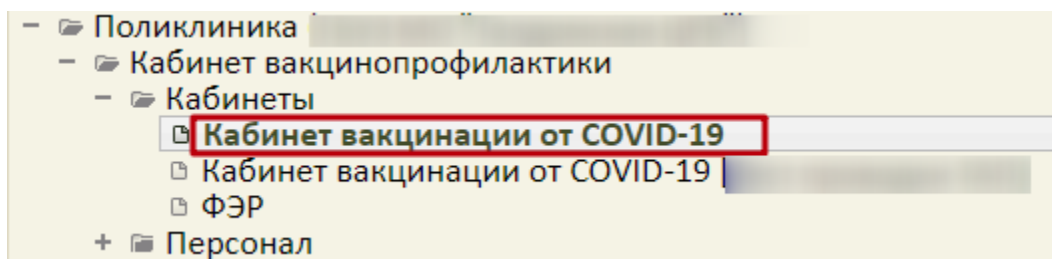 Поликлиника
Кабинет вакцинопрофилактики
Кабинеты
Кабинет вакцинации от COVID-19
Кабинет вакцинации от COVID-19
ФЭР
Персонал